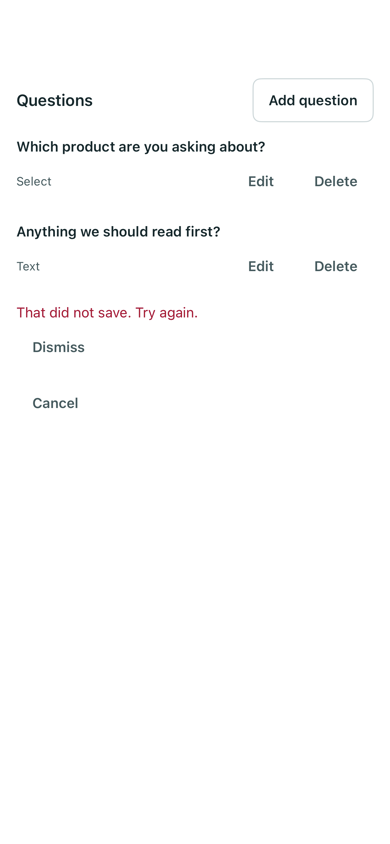 Questions
Add question
Which product are you asking about?
Select
Edit
Delete
Anything we should read first?
Text
Edit
Delete
That did not save. Try again.
Dismiss
Cancel